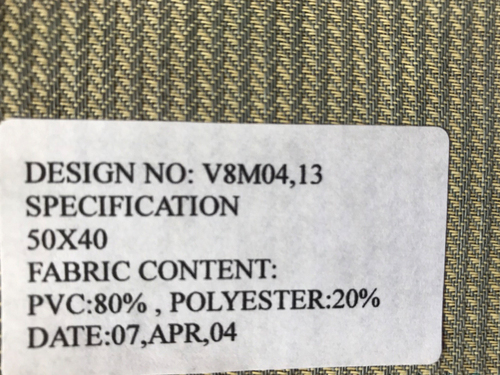 DESIGN NO: V8M04,13
SPECIFICATION
50X40
FABRIC CONTENT:
PVC:80% , POLYESTER:20%
DATE:07,APR,04